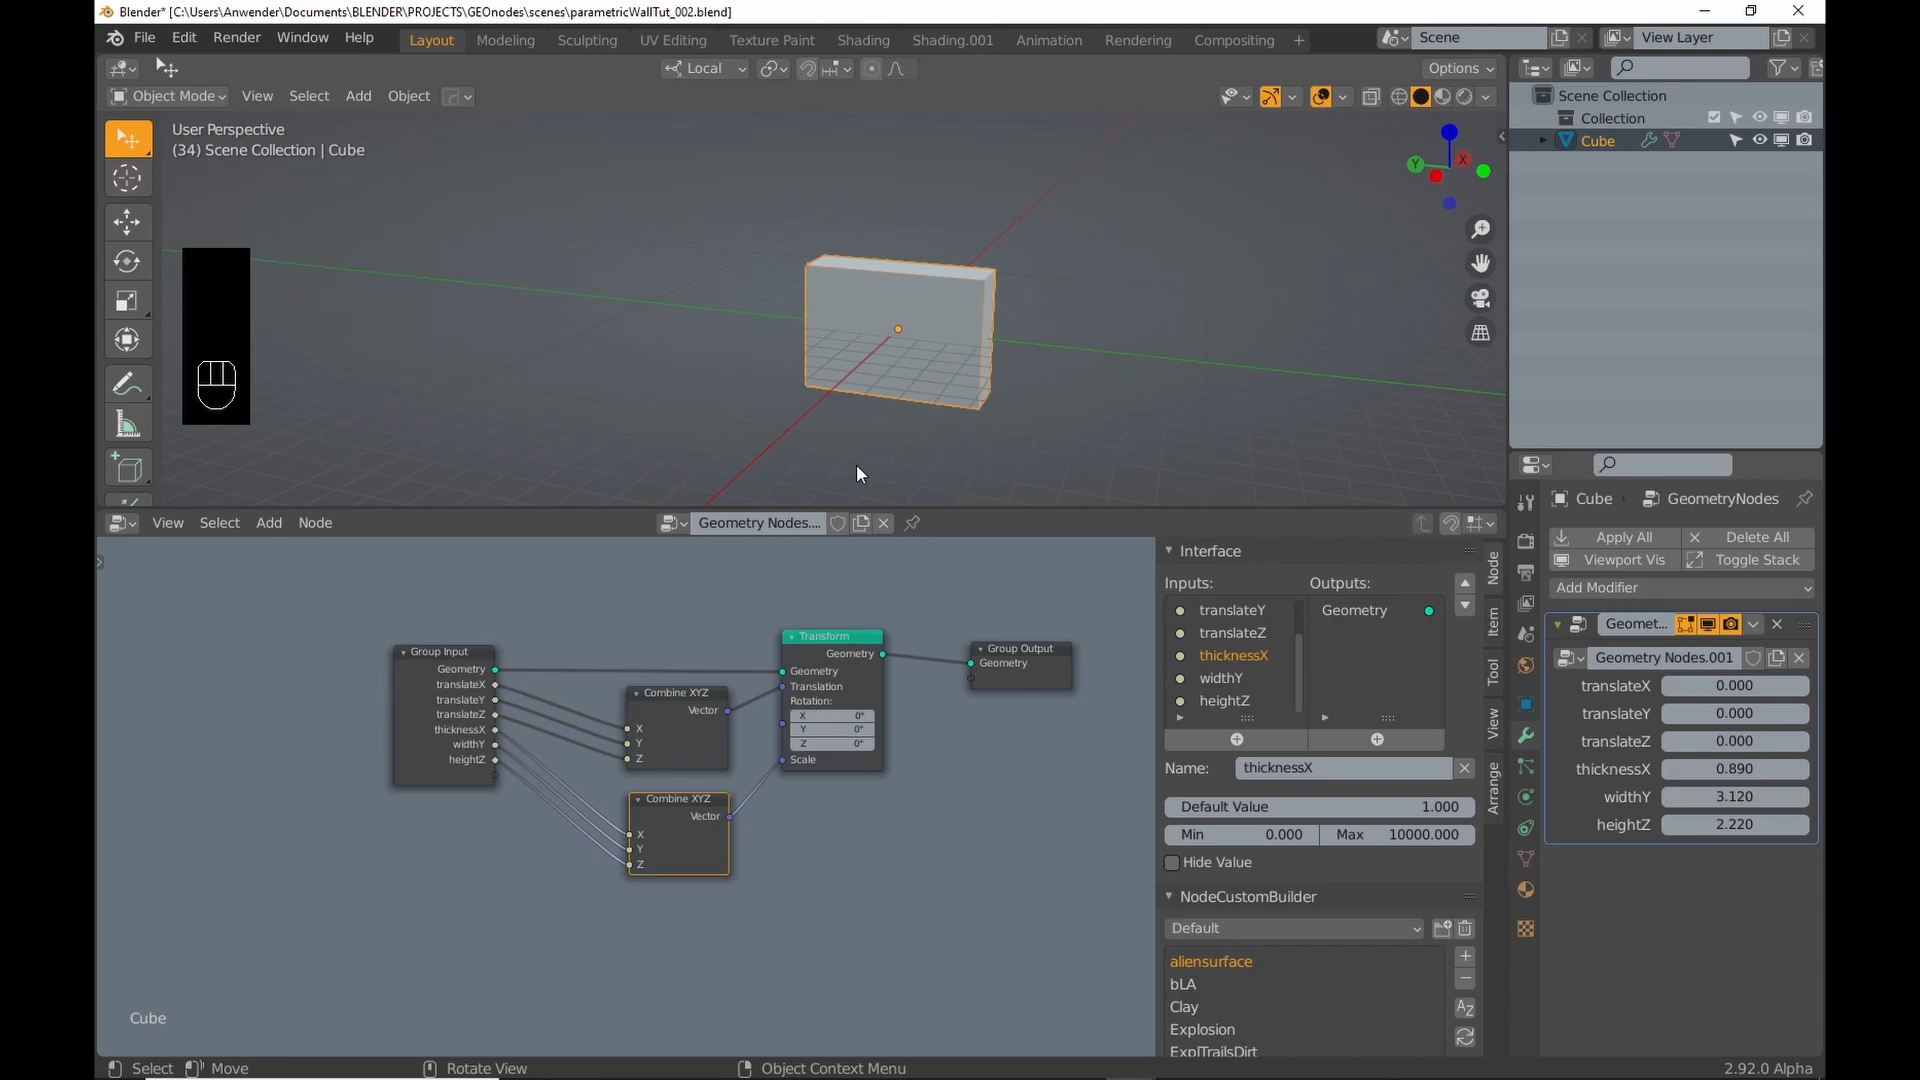 Blender* [C:\Users\Anwender\Documents\BLENDER\PROJECTS\GEOnodes\scenes\parametricWallTut_002.blend]
File Edit Render Window Help
Layout Modeling Sculpting UV Editing Texture Paint Shading Shading.001 Animation Rendering Compositing +
Scene
View Layer
Local
Options
Object Mode View Select Add Object
User Perspective
(34) Scene Collection | Cube
Z
Y
X
Scene Collection
Collection
Cube
View Select Add Node
Geometry Nodes....
Group Input
Geometry
translateX
translateY
translateZ
thicknessX
widthY
heightZ
Combine XYZ
Vector
X
Y
Z
Combine XYZ
Vector
X
Y
Z
Transform
Geometry
Geometry
Translation
Rotation:
X 0°
Y 0°
Z 0°
Scale
Group Output
Geometry
Cube
Interface
Inputs: Outputs:
translateY Geometry
translateZ
thicknessX
widthY
heightZ
Name: thicknessX
Default Value 1.000
Min 0.000 Max 10000.000
Hide Value
NodeCustomBuilder
Default
aliensurface
bLA
Clay
Explosion
ExplTrailsDirt
AZ
Node
Item
Tool
View
Arrange
Cube GeometryNodes
Apply All Delete All
Viewport Vis Toggle Stack
Add Modifier
Geomet...
Geometry Nodes.001
translateX 0.000
translateY 0.000
translateZ 0.000
thicknessX 0.890
widthY 3.120
heightZ 2.220
Select Move Rotate View Object Context Menu 2.92.0 Alpha